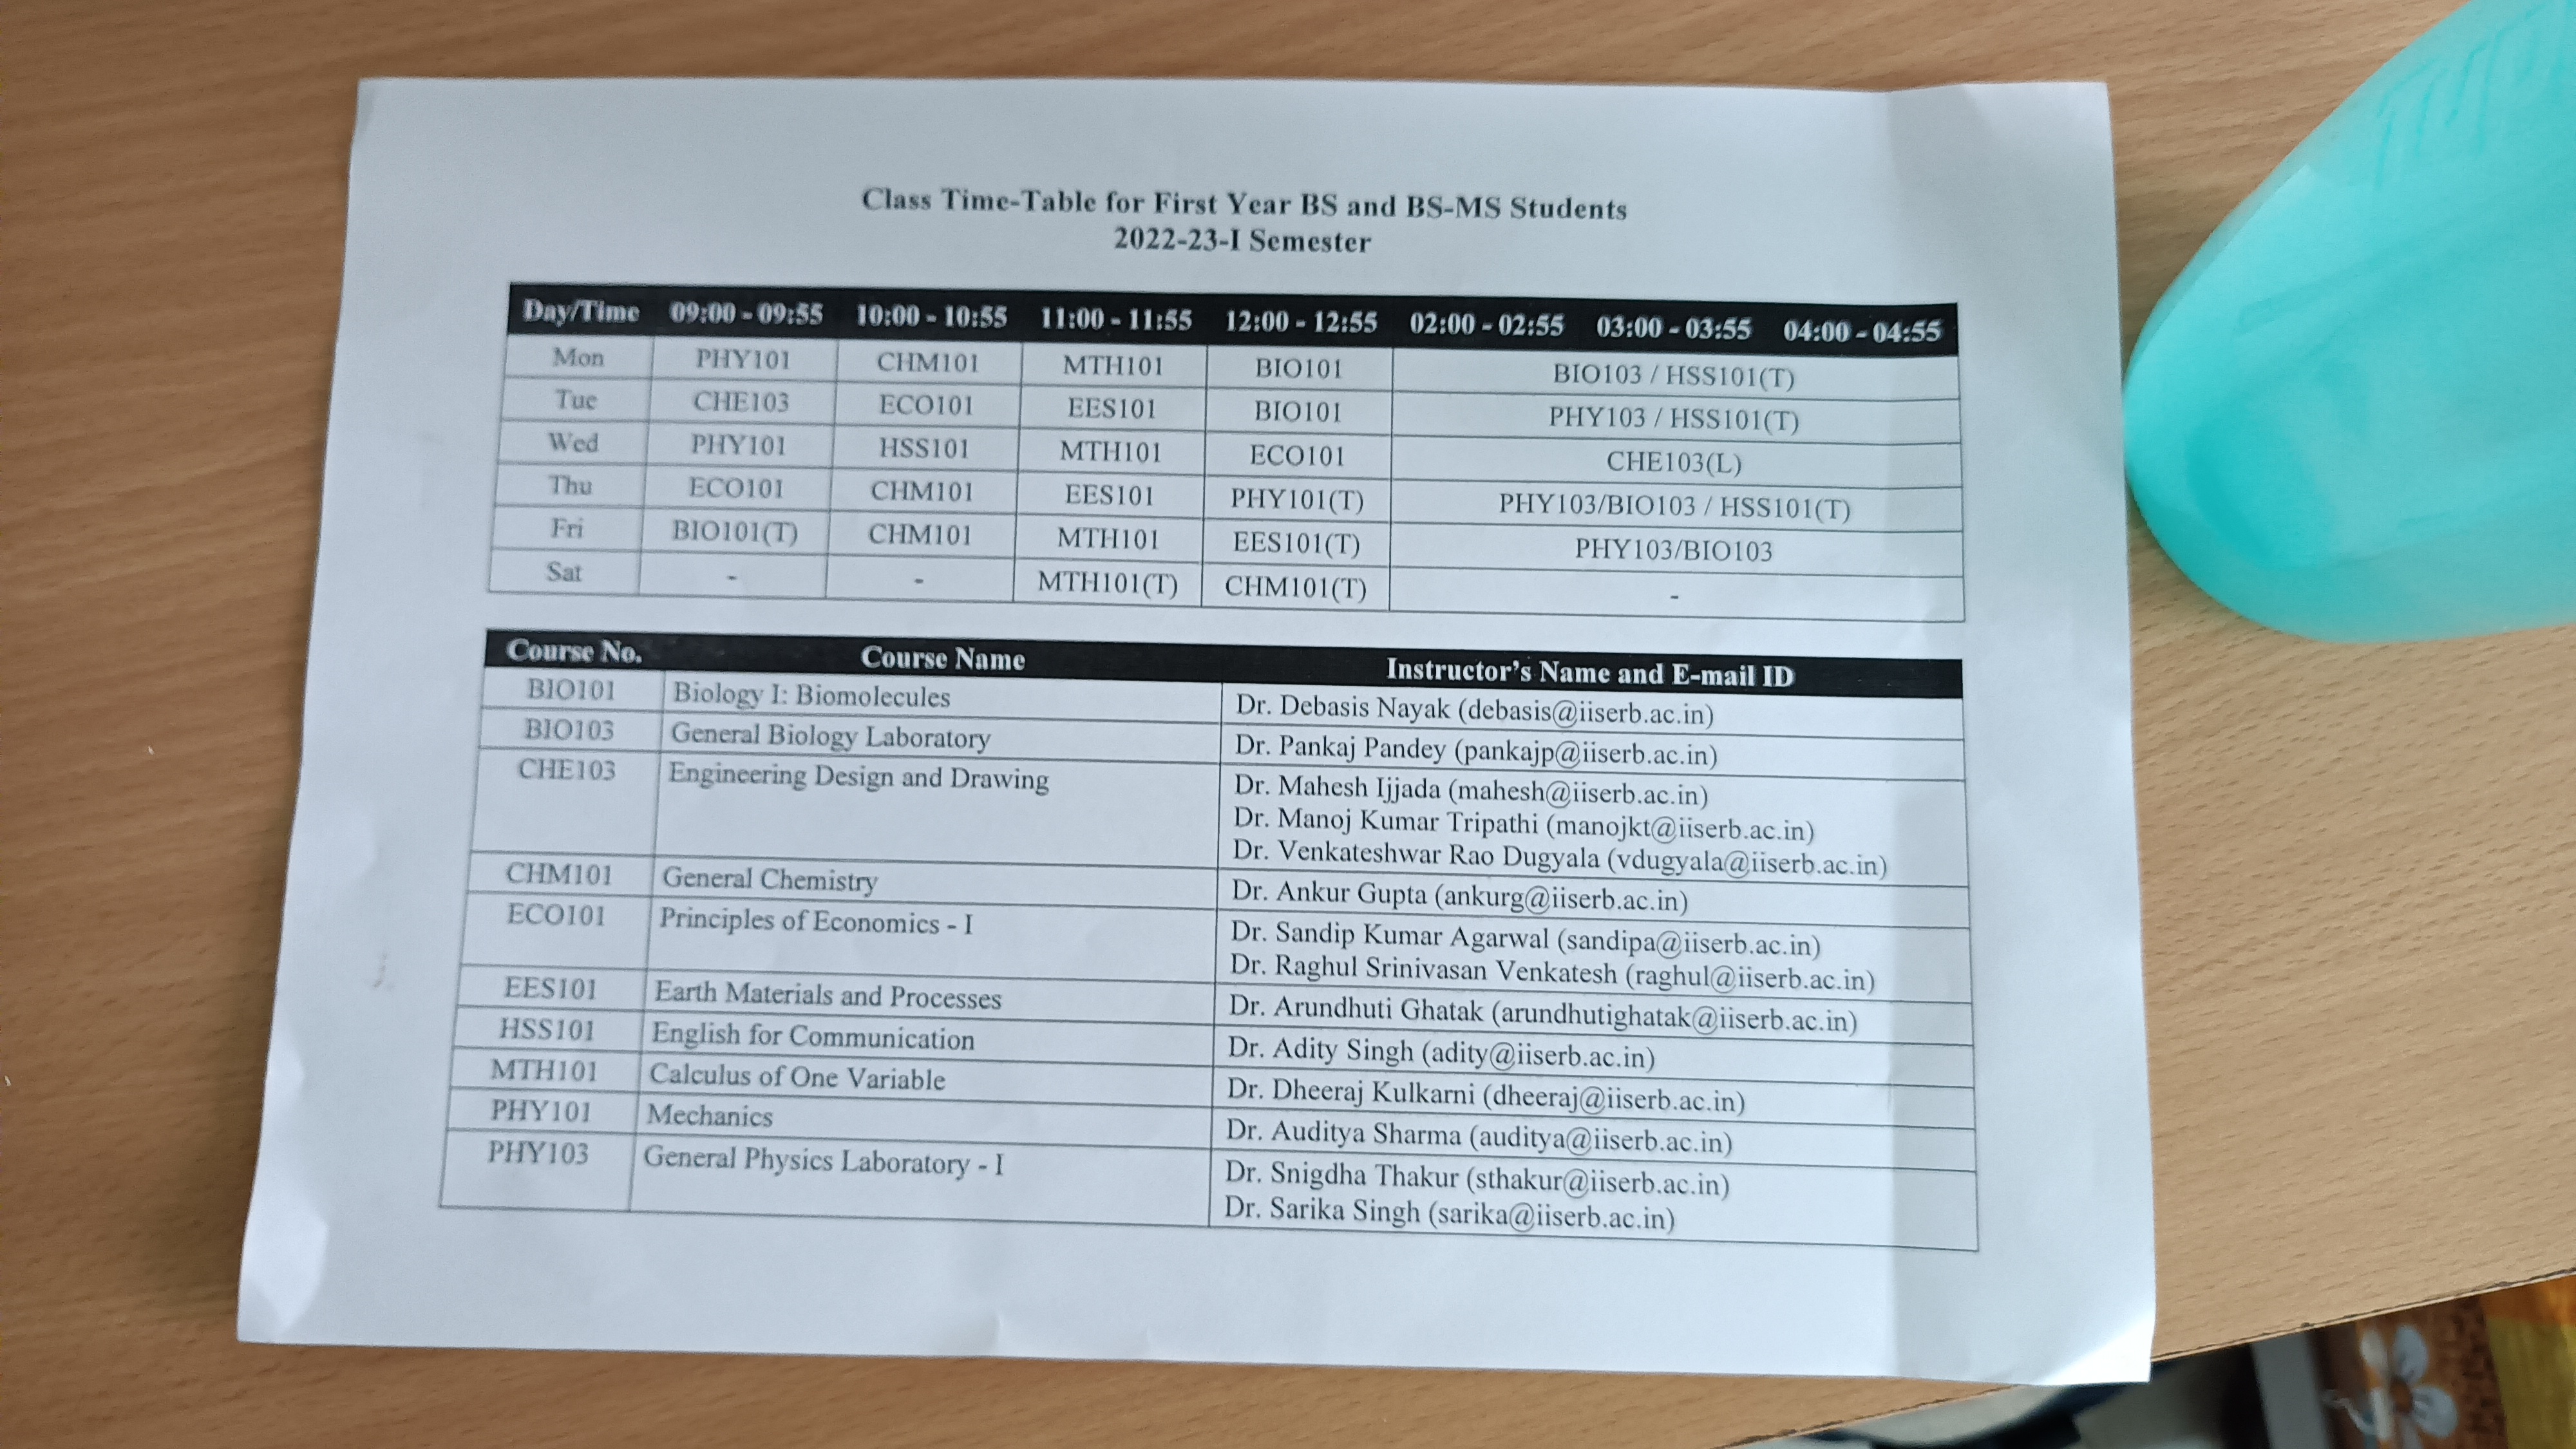 Class Time-Table for First Year BS and BS-MS Students
2022-23-I Semester
Day/Time 09:00 - 09:55 10:00 - 10:55 11:00 - 11:55 12:00 - 12:55 02:00 - 02:55 03:00 - 03:55 04:00 - 04:55
Mon PHY101 CHM101 MTH101 BIO101 BIO103 / HSS101(T)
Tue CHE103 ECO101 EES101 BIO101 PHY103 / HSS101(T)
Wed PHY101 HSS101 MTH101 ECO101 CHE103(L)
Thu ECO101 CHM101 EES101 PHY101(T) PHY103/BIO103 / HSS101(T)
Fri BIO101(T) CHM101 MTH101 EES101(T) PHY103/BIO103
Sat - - MTH101(T) CHM101(T) -
Course No. Course Name Instructor's Name and E-mail ID
BIO101 Biology I: Biomolecules Dr. Debasis Nayak (debasis@iiserb.ac.in)
BIO103 General Biology Laboratory Dr. Pankaj Pandey (pankajp@iiserb.ac.in)
CHE103 Engineering Design and Drawing Dr. Mahesh Ijjada (mahesh@iiserb.ac.in)
Dr. Manoj Kumar Tripathi (manojkt@iiserb.ac.in)
Dr. Venkateshwar Rao Dugyala (vdugyala@iiserb.ac.in)
CHM101 General Chemistry Dr. Ankur Gupta (ankurg@iiserb.ac.in)
ECO101 Principles of Economics - I Dr. Sandip Kumar Agarwal (sandipa@iiserb.ac.in)
Dr. Raghul Srinivasan Venkatesh (raghul@iiserb.ac.in)
EES101 Earth Materials and Processes Dr. Arundhuti Ghatak (arundhutighatak@iiserb.ac.in)
HSS101 English for Communication Dr. Adity Singh (adity@iiserb.ac.in)
MTH101 Calculus of One Variable Dr. Dheeraj Kulkarni (dheeraj@iiserb.ac.in)
PHY101 Mechanics Dr. Auditya Sharma (auditya@iiserb.ac.in)
PHY103 General Physics Laboratory - I Dr. Snigdha Thakur (sthakur@iiserb.ac.in)
Dr. Sarika Singh (sarika@iiserb.ac.in)